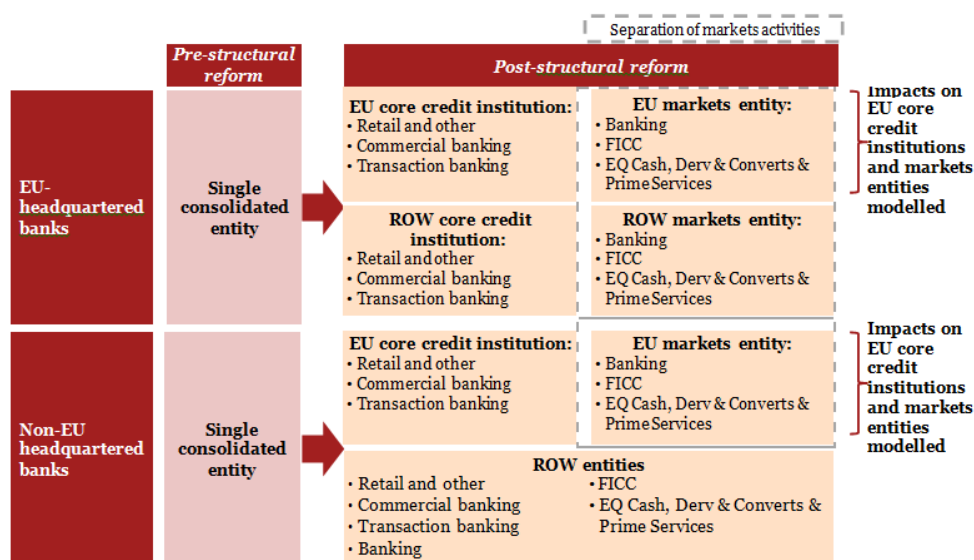 Separation of markets activities
Pre-structural
reform
Post-structural reform
EU-
headquartered
banks
Single
consolidated
entity
EU core credit institution:
• Retail and other
• Commercial banking
• Transaction banking
EU markets entity:
• Banking
• FICC
• EQ Cash, Derv & Converts &
Prime Services
Impacts on
EU core
credit
institutions
and markets
entities
modelled
ROW core credit
institution:
• Retail and other
• Commercial banking
• Transaction banking
ROW markets entity:
• Banking
• FICC
• EQ Cash, Derv & Converts &
Prime Services
Non-EU
headquartered
banks
Single
consolidated
entity
EU core credit institution:
• Retail and other
• Commercial banking
• Transaction banking
EU markets entity:
• Banking
• FICC
• EQ Cash, Derv & Converts &
Prime Services
Impacts on
EU core
credit
institutions
and markets
entities
modelled
ROW entities
• Retail and other
• Commercial banking
• Transaction banking
• Banking
• FICC
• EQ Cash, Derv & Converts &
Prime Services